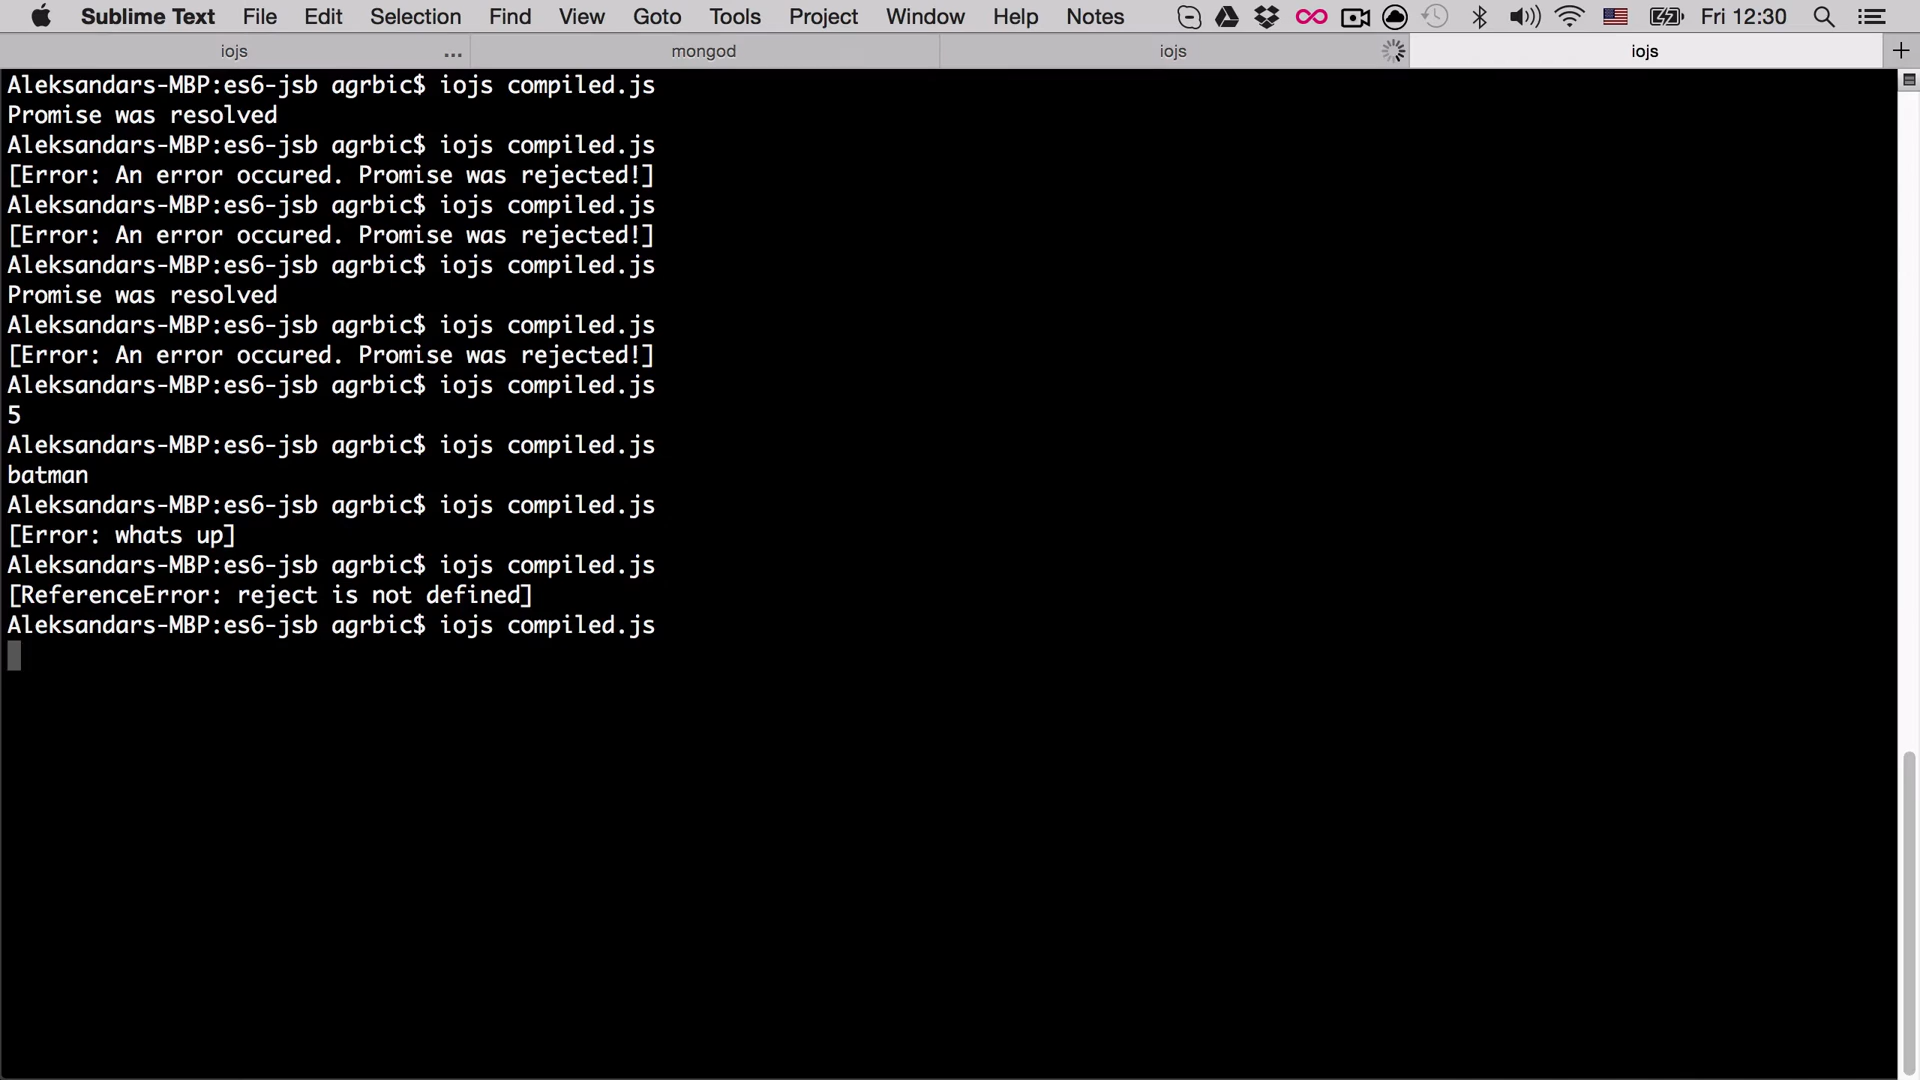 Sublime Text File Edit Selection Find View Goto Tools Project Window Help Notes Fri 12:30
iojs ... mongod iojs iojs +
Aleksandars-MBP:es6-jsb agrbic$ iojs compiled.js
Promise was resolved
Aleksandars-MBP:es6-jsb agrbic$ iojs compiled.js
[Error: An error occured. Promise was rejected!]
Aleksandars-MBP:es6-jsb agrbic$ iojs compiled.js
[Error: An error occured. Promise was rejected!]
Aleksandars-MBP:es6-jsb agrbic$ iojs compiled.js
Promise was resolved
Aleksandars-MBP:es6-jsb agrbic$ iojs compiled.js
[Error: An error occured. Promise was rejected!]
Aleksandars-MBP:es6-jsb agrbic$ iojs compiled.js
5
Aleksandars-MBP:es6-jsb agrbic$ iojs compiled.js
batman
Aleksandars-MBP:es6-jsb agrbic$ iojs compiled.js
[Error: whats up]
Aleksandars-MBP:es6-jsb agrbic$ iojs compiled.js
[ReferenceError: reject is not defined]
Aleksandars-MBP:es6-jsb agrbic$ iojs compiled.js